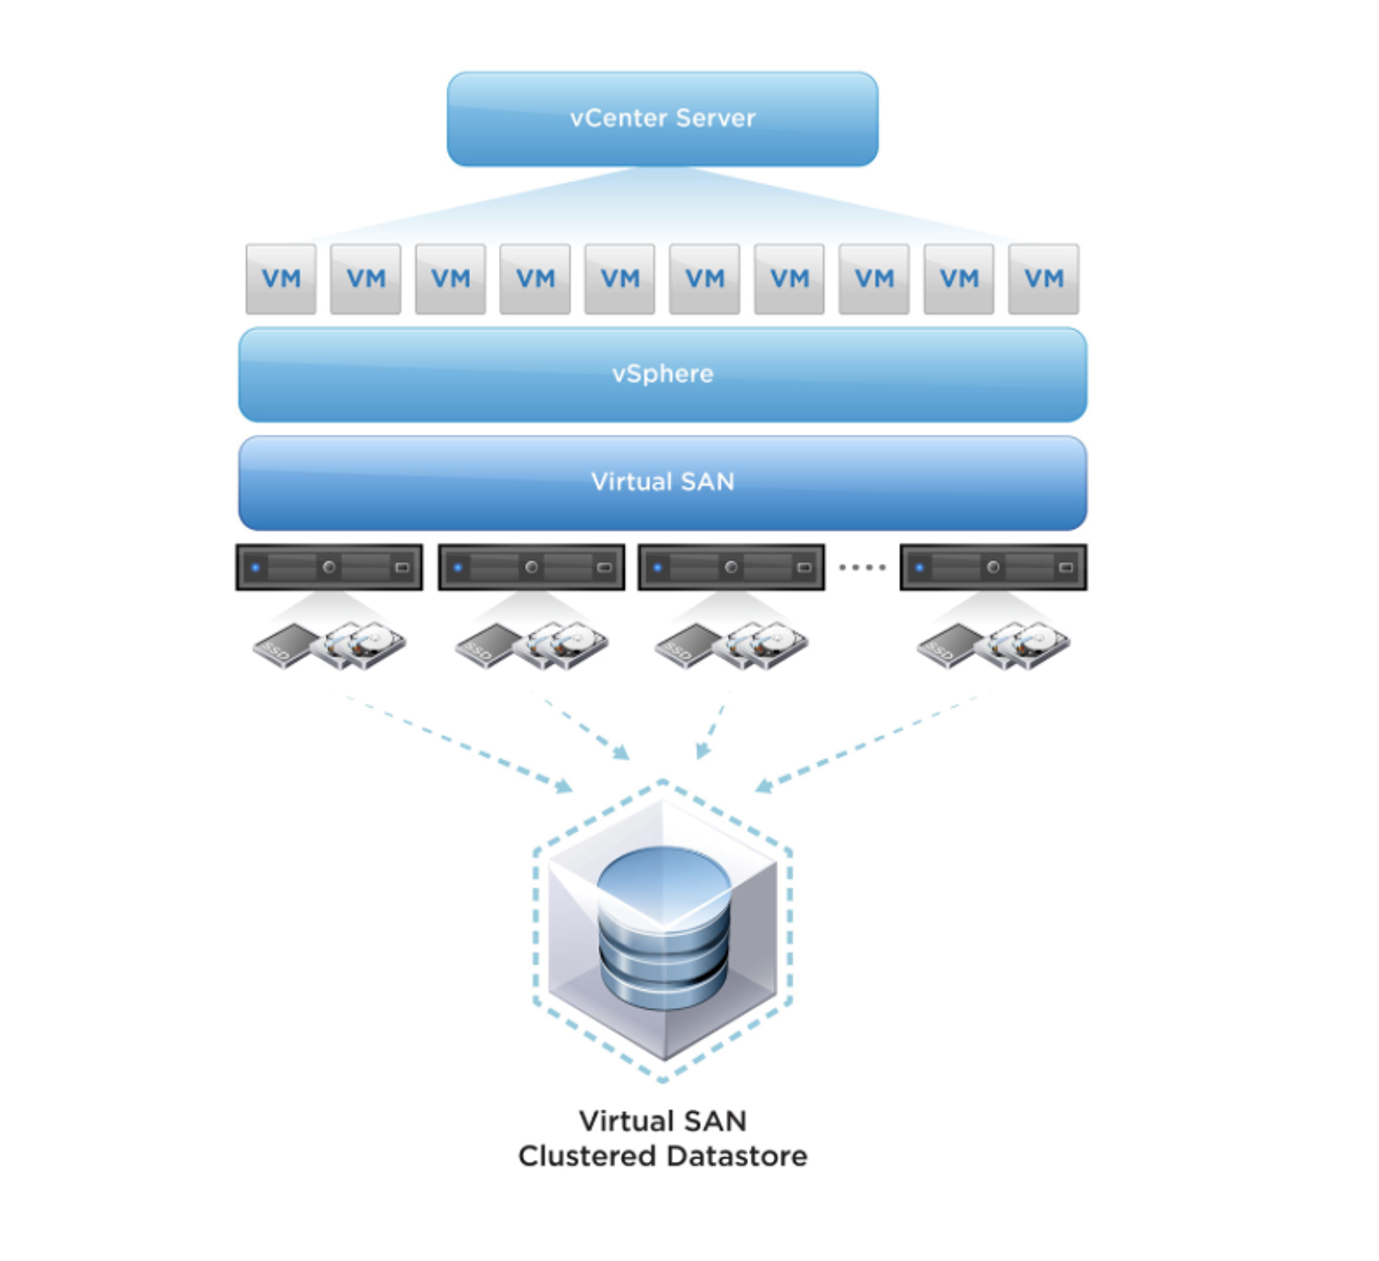 vCenter Server
VM VM VM VM VM VM VM VM VM VM
vSphere
Virtual SAN
SSD SSD SSD SSD
Virtual SAN
Clustered Datastore